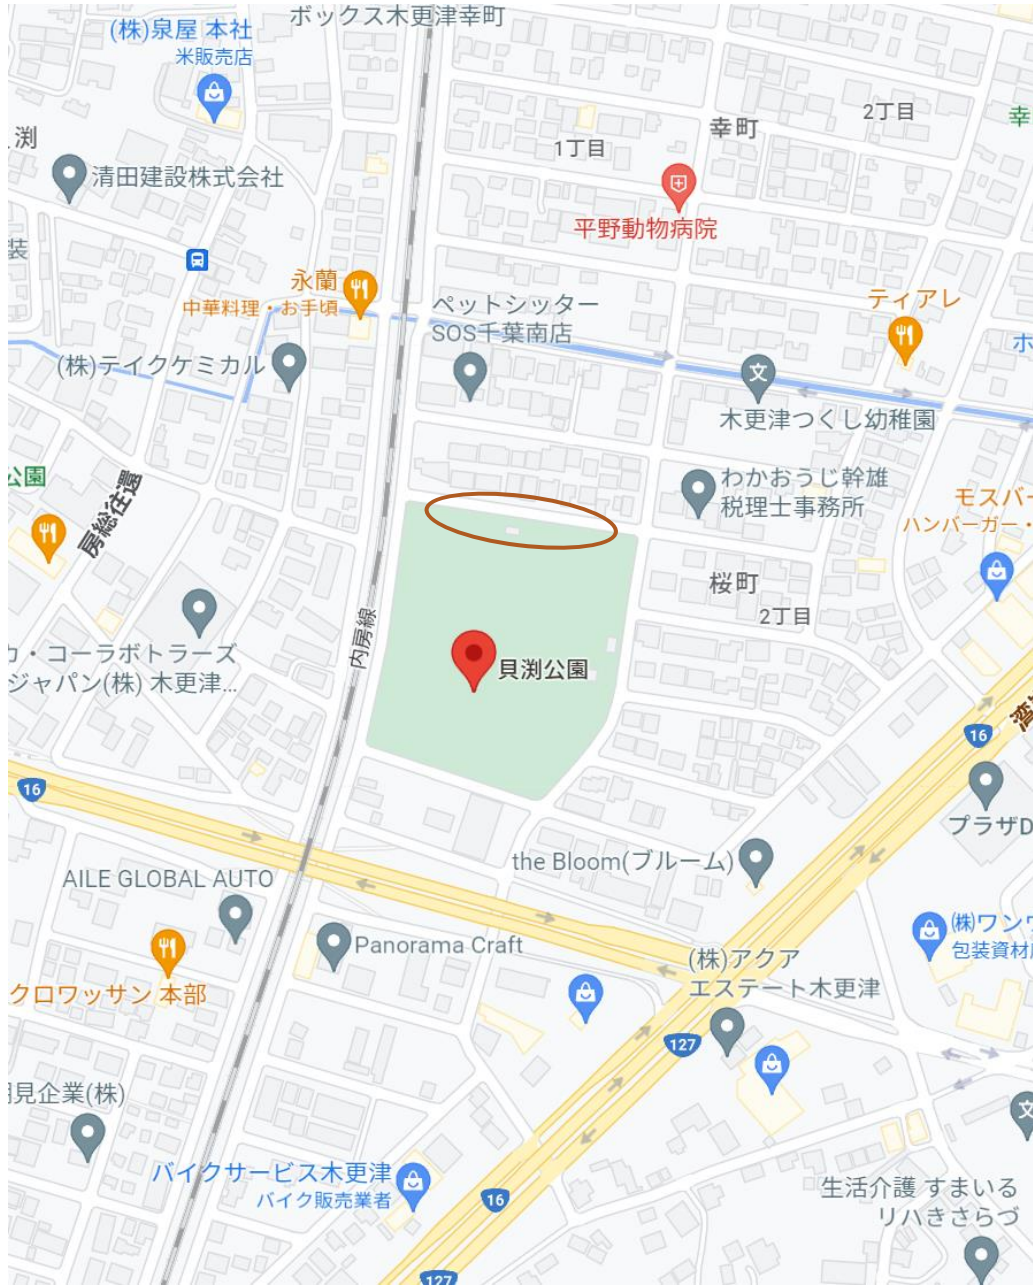 ボックス木更津幸町
(株)泉屋 本社
米販売店
2丁目
幸町
幸
1丁目
渕
清田建設株式会社
平野動物病院
装
永蘭
中華料理・お手頃
ペットシッター
SOS千葉南店
ティアレ
ホ
(株)テイクケミカル
文
木更津つくし幼稚園
公園
房総往還
わかおうじ幹雄
税理士事務所
モスバー
ハンバーガー・
桜町
2丁目
内房線
カ・コーラボトラーズ
ジャパン(株) 木更津...
貝渕公園
湾
16
16
プラザD
the Bloom(ブルーム)
AILE GLOBAL AUTO
(株)ワンワ
包装資材
Panorama Craft
(株)アクア
エステート木更津
クロワッサン 本部
127
見企業(株)
文
バイクサービス木更津
バイク販売業者
16
生活介護 すまいる
リハきさらづ
127